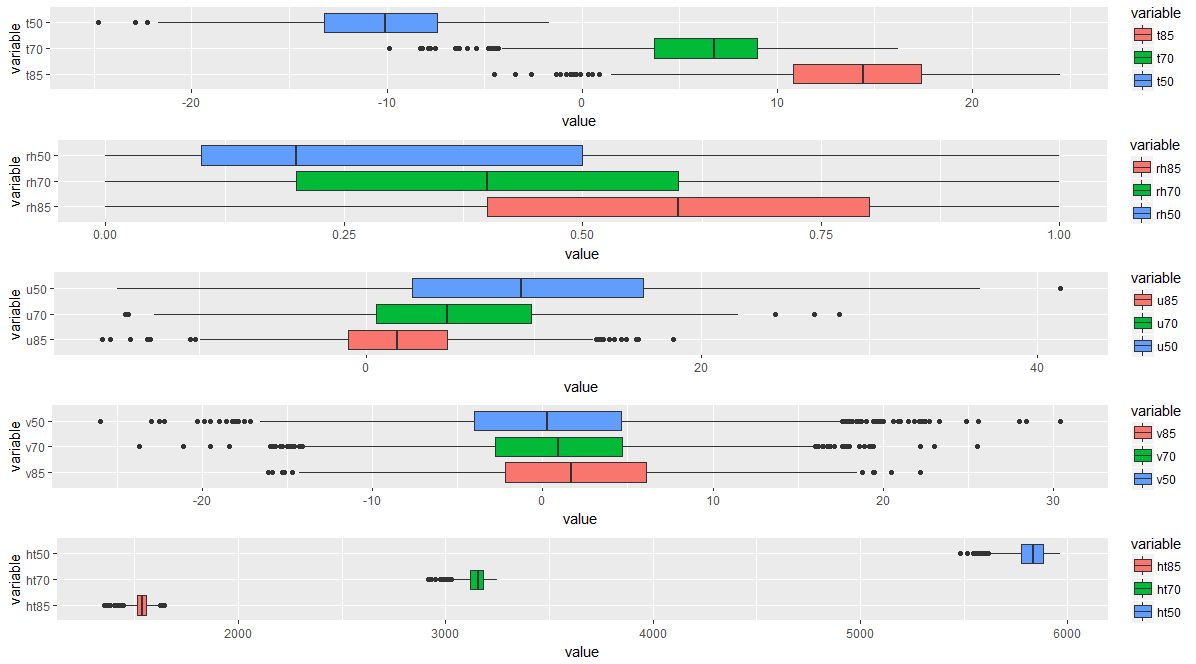 variable
t50
t70
t85
-20
-10
0
10
20
value
variable
t85
t70
t50
variable
rh50
rh70
rh85
0.00
0.25
0.50
0.75
1.00
value
variable
rh85
rh70
rh50
variable
u50
u70
u85
0
20
40
value
variable
u85
u70
u50
variable
v50
v70
v85
-20
-10
0
10
20
30
value
variable
v85
v70
v50
variable
ht50
ht70
ht85
2000
3000
4000
5000
6000
value
variable
ht85
ht70
ht50